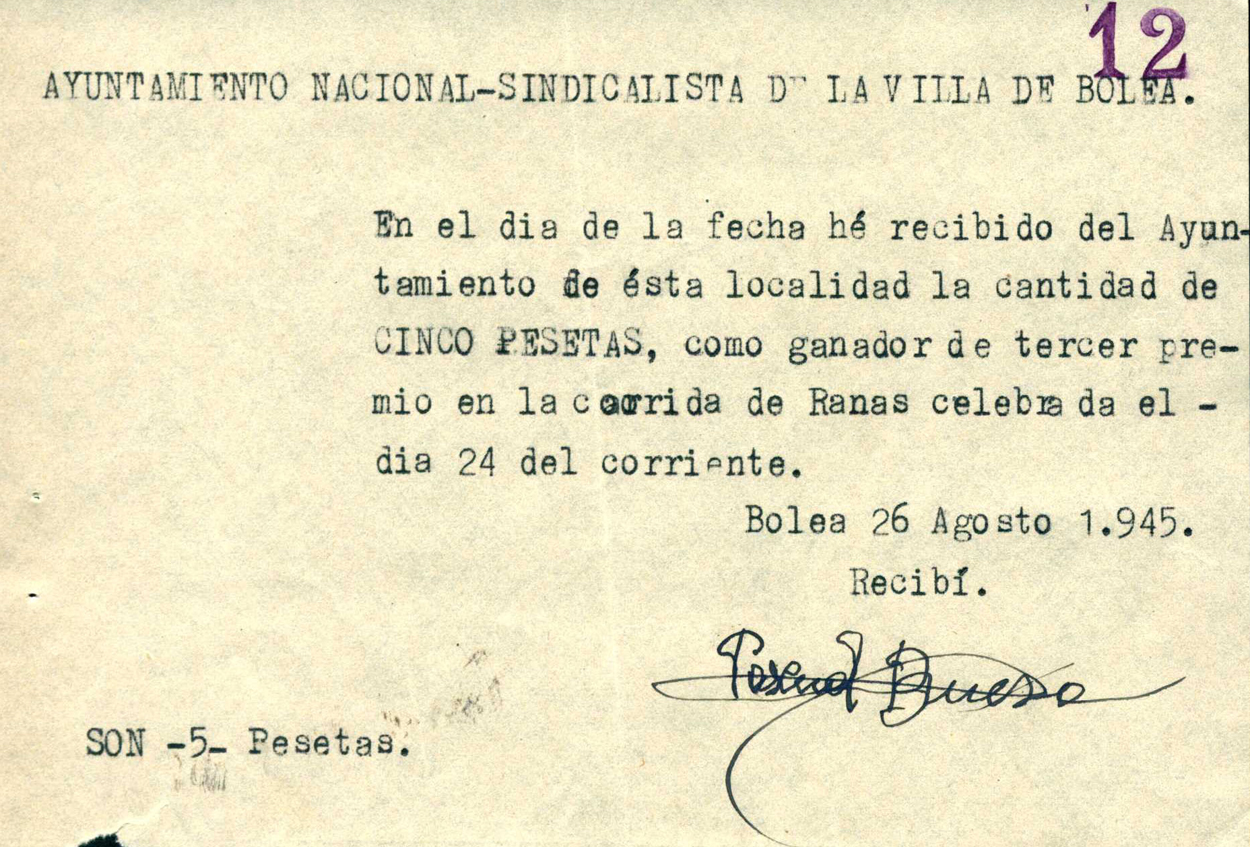 12
AYUNTAMIENTO NACIONAL-SINDICALISTA DE LA VILLA DE BOLEA.
En el dia de la fecha hé recibido del Ayun-
tamiento de ésta localidad la cantidad de
CINCO PESETAS, como ganador de tercer pre-
mio en la corrida de Ranas celebrada el -
dia 24 del corriente.
Bolea 26 Agosto 1.945.
Recibí.
Bueso
SON -5- Pesetas.